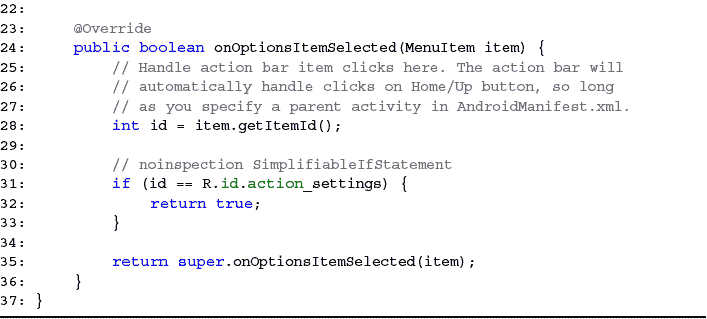 22:
23:     @Override
24:     public boolean onOptionsItemSelected(MenuItem item) {
25:         // Handle action bar item clicks here. The action bar will
26:         // automatically handle clicks on Home/Up button, so long
27:         // as you specify a parent activity in AndroidManifest.xml.
28:         int id = item.getItemId();
29:
30:         // noinspection SimplifiableIfStatement
31:         if (id == R.id.action_settings) {
32:             return true;
33:         }
34:
35:         return super.onOptionsItemSelected(item);
36:     }
37: }